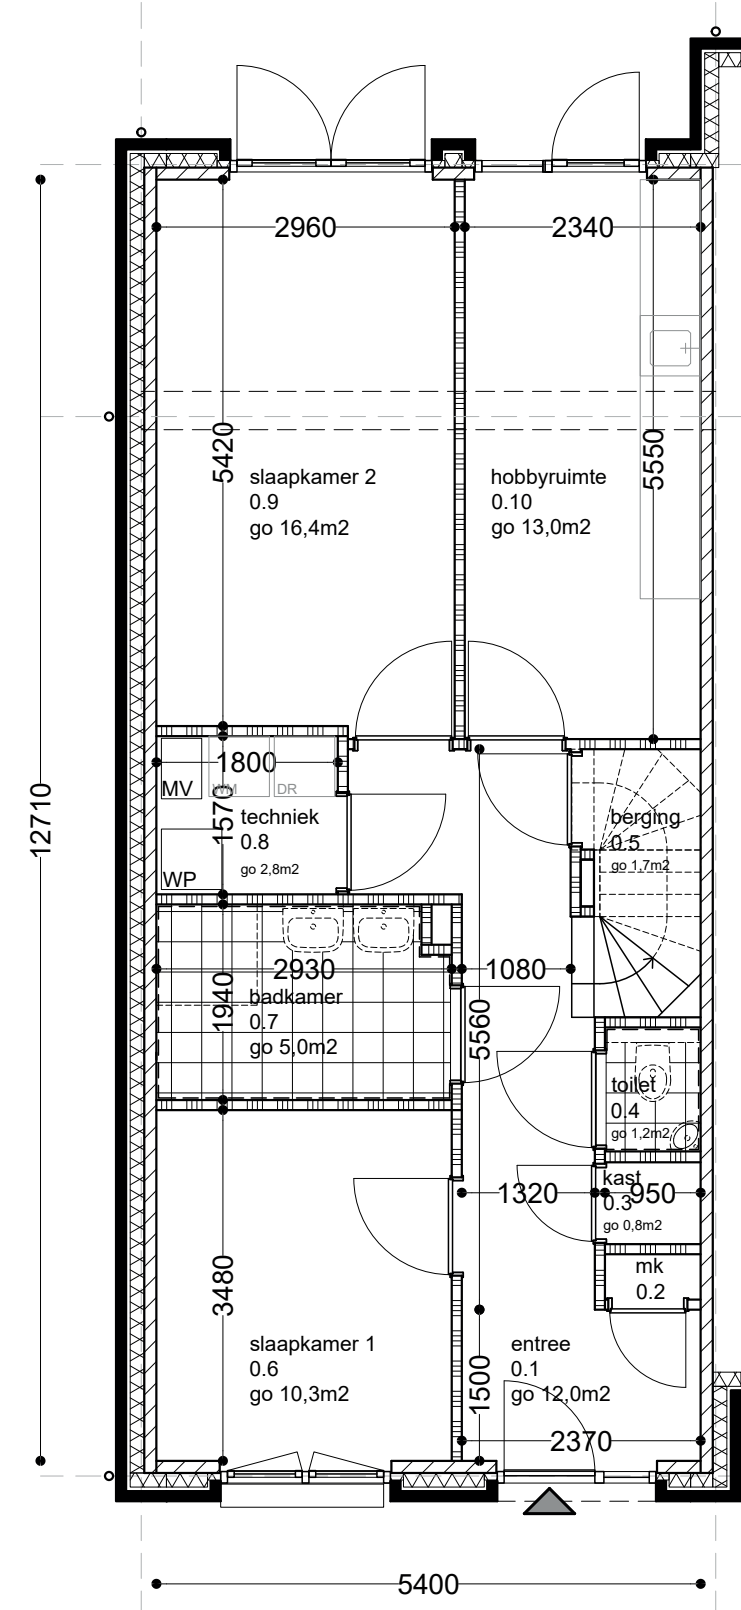 2960
2340
5420
5550
slaapkamer 2
0.9
go 16,4m2
hobbyruimte
0.10
go 13,0m2
12710
1800
MV
WM
DR
1570
techniek
0.8
go 2,8m2
WP
berging
0.5
go 1,7m2
2930
1080
1940
badkamer
0.7
go 5,0m2
5560
toilet
0.4
go 1,2m2
1320
kast
0.3
go 0,8m2
950
mk
0.2
3480
slaapkamer 1
0.6
go 10,3m2
1500
entree
0.1
go 12,0m2
2370
5400